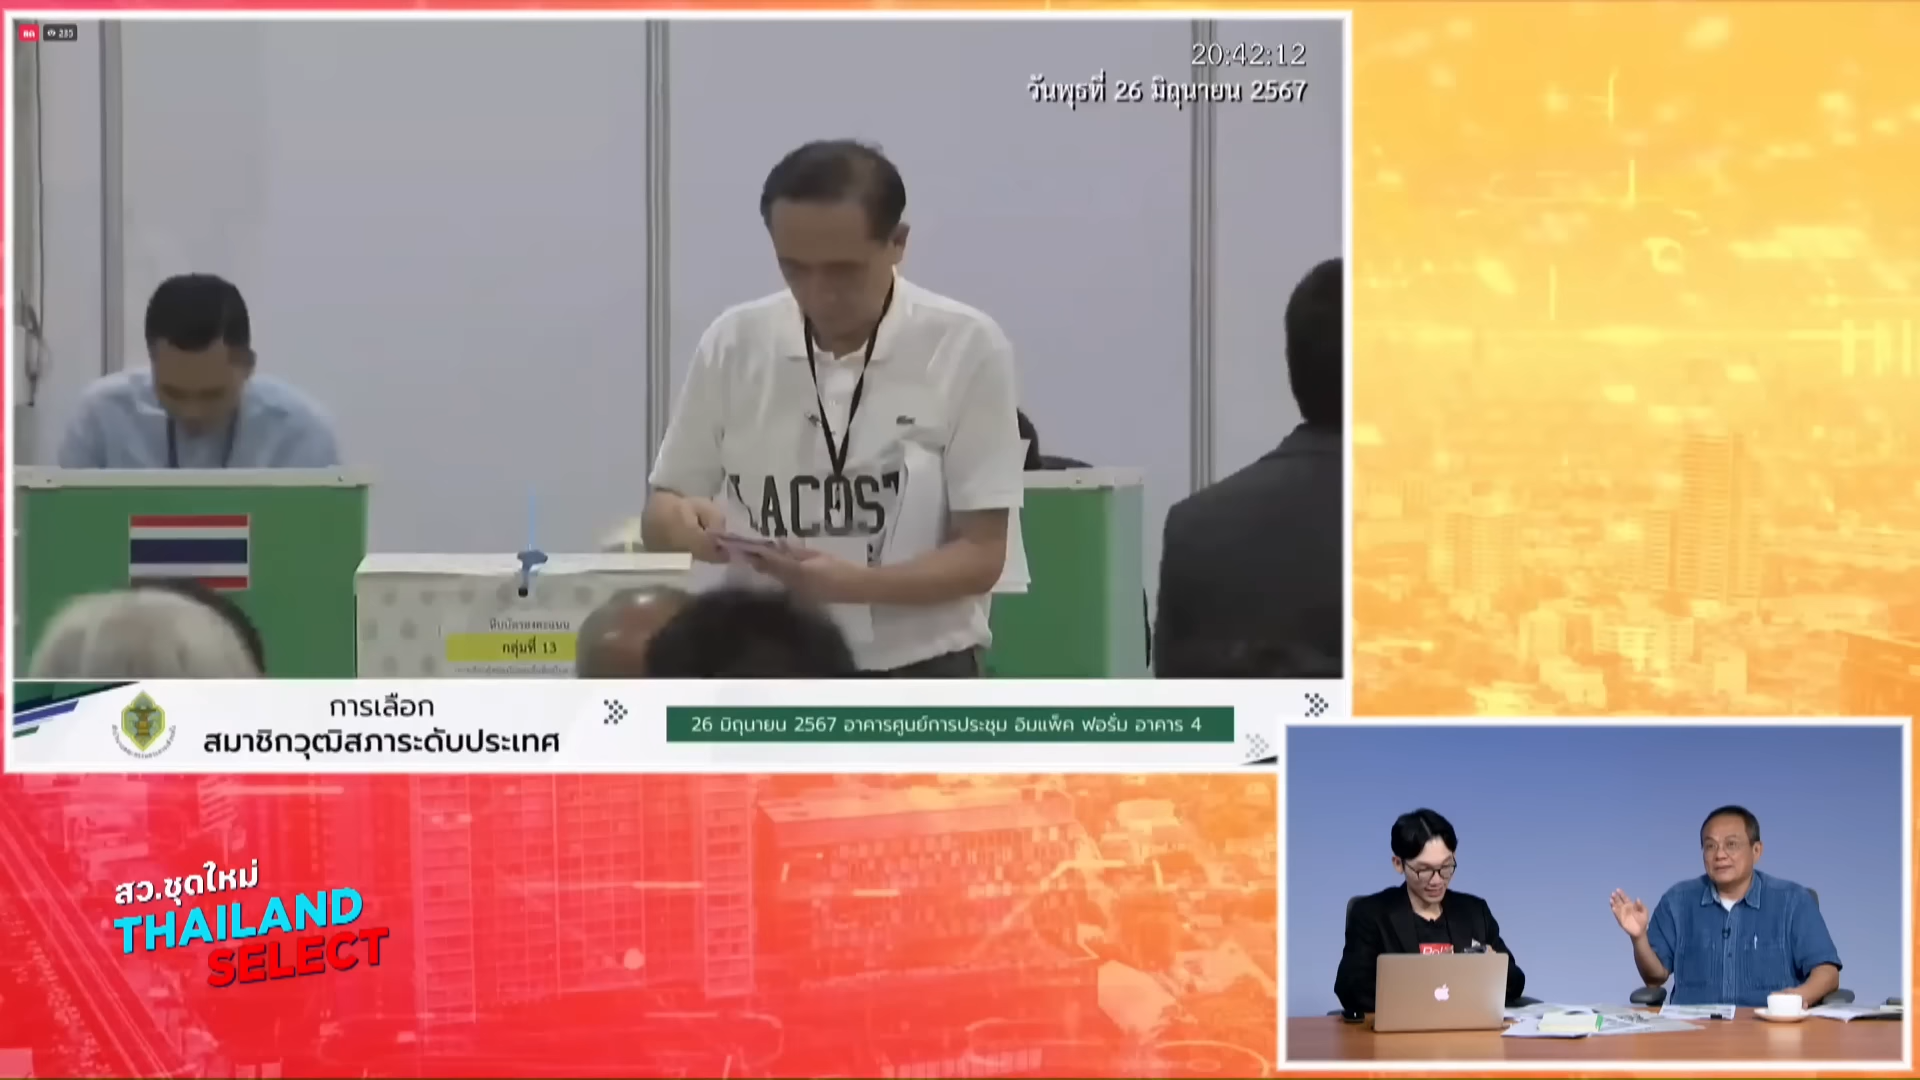 สด 235
20:42:12
วันพุธที่ 26 มิถุนายน 2567
LACOST
หีบบัตรลงคะแนน
กลุ่มที่ 13
การเลือก
สมาชิกวุฒิสภาระดับประเทศ
26 มิถุนายน 2567 อาคารศูนย์การประชุม อิมแพ็ค ฟอรั่ม อาคาร 4
สว.ชุดใหม่
THAILAND
SELECT